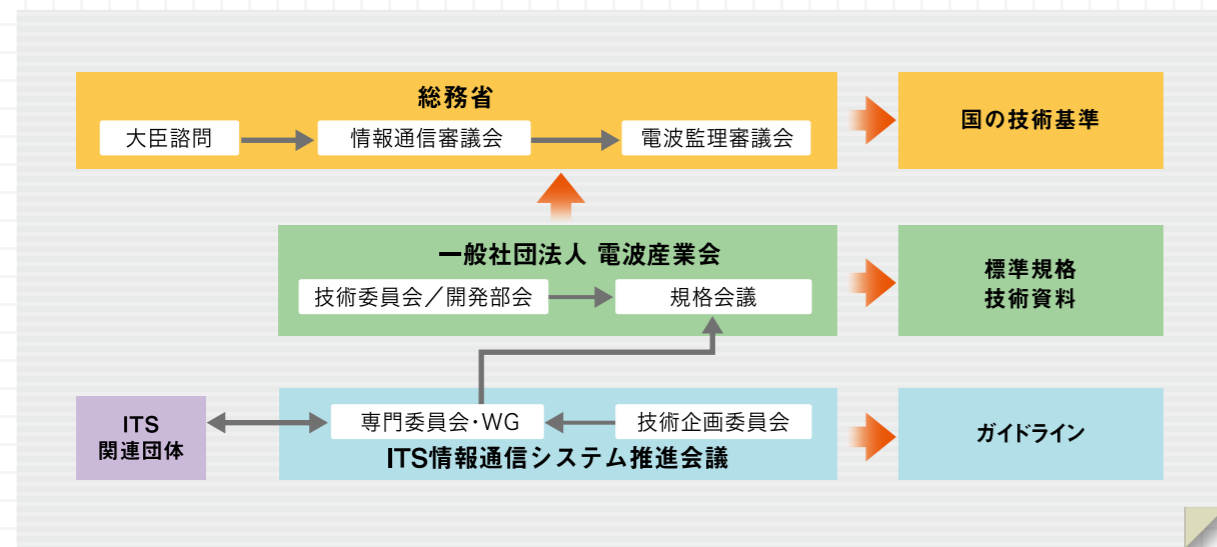 総務省
大臣諮問
情報通信審議会
電波監理審議会
国の技術基準
一般社団法人 電波産業会
技術委員会／開発部会
規格会議
標準規格
技術資料
ITS
関連団体
専門委員会・WG
技術企画委員会
ITS情報通信システム推進会議
ガイドライン